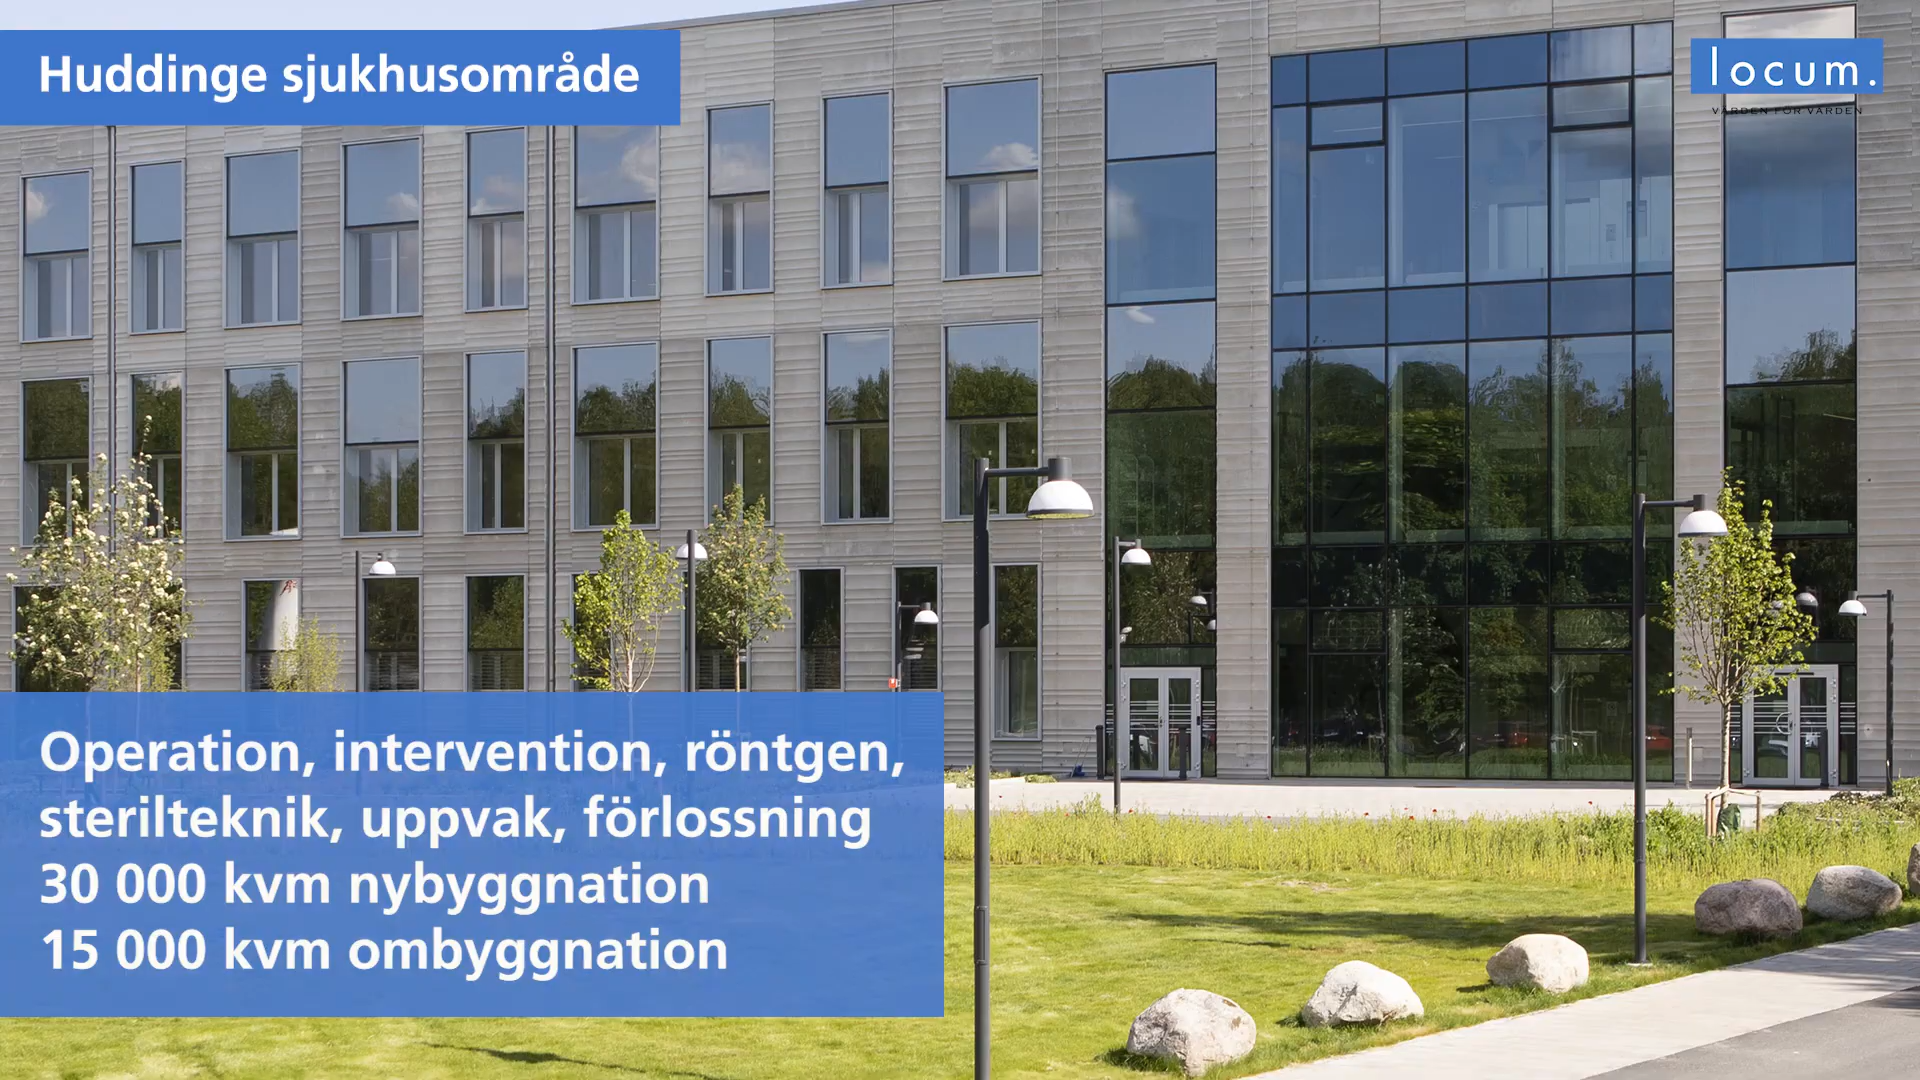 Huddinge sjukhusområde
locum.
VÄRDEN FÖR VÅRDEN
Operation, intervention, röntgen,
sterilteknik, uppvak, förlossning
30 000 kvm nybyggnation
15 000 kvm ombyggnation